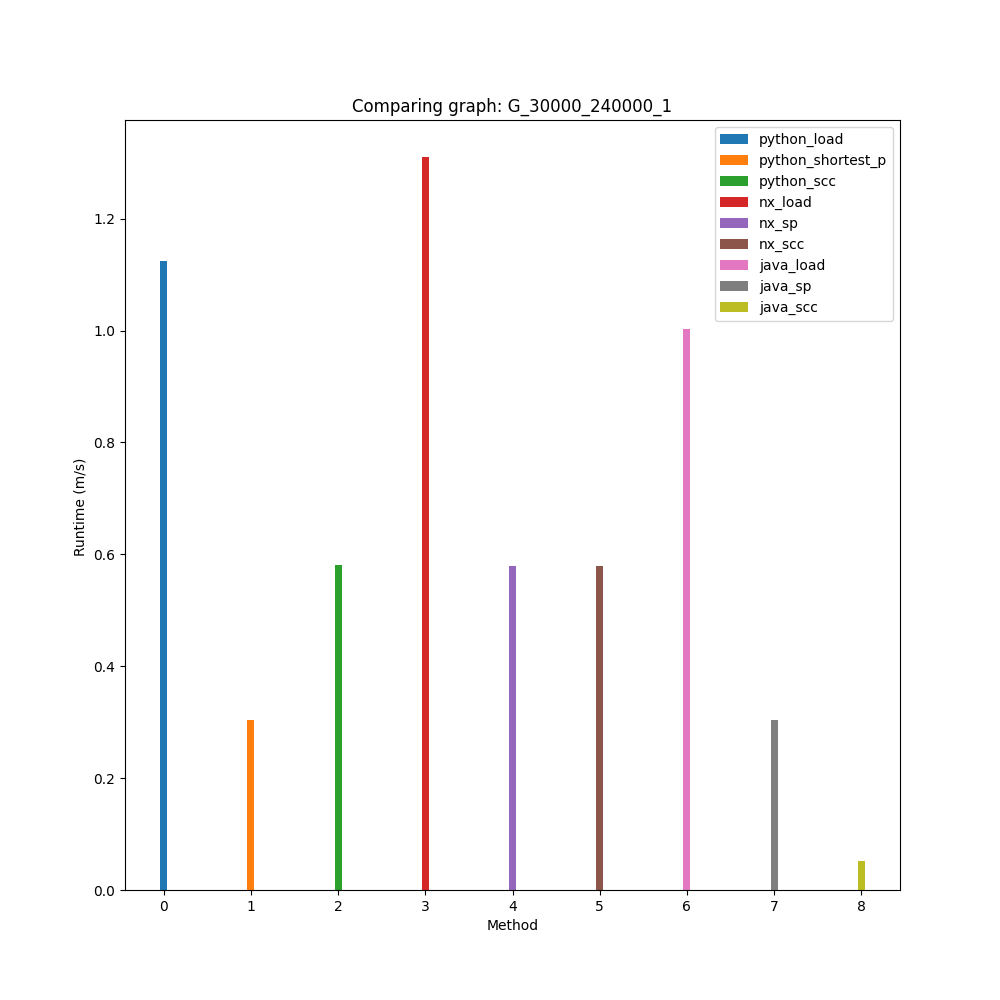 Comparing graph: G_30000_240000_1
python_load
python_shortest_p
python_scc
nx_load
nx_sp
nx_scc
java_load
java_sp
java_scc
1.2
1.0
0.8
0.6
0.4
0.2
0.0
Runtime (m/s)
0 1 2 3 4 5 6 7 8
Method